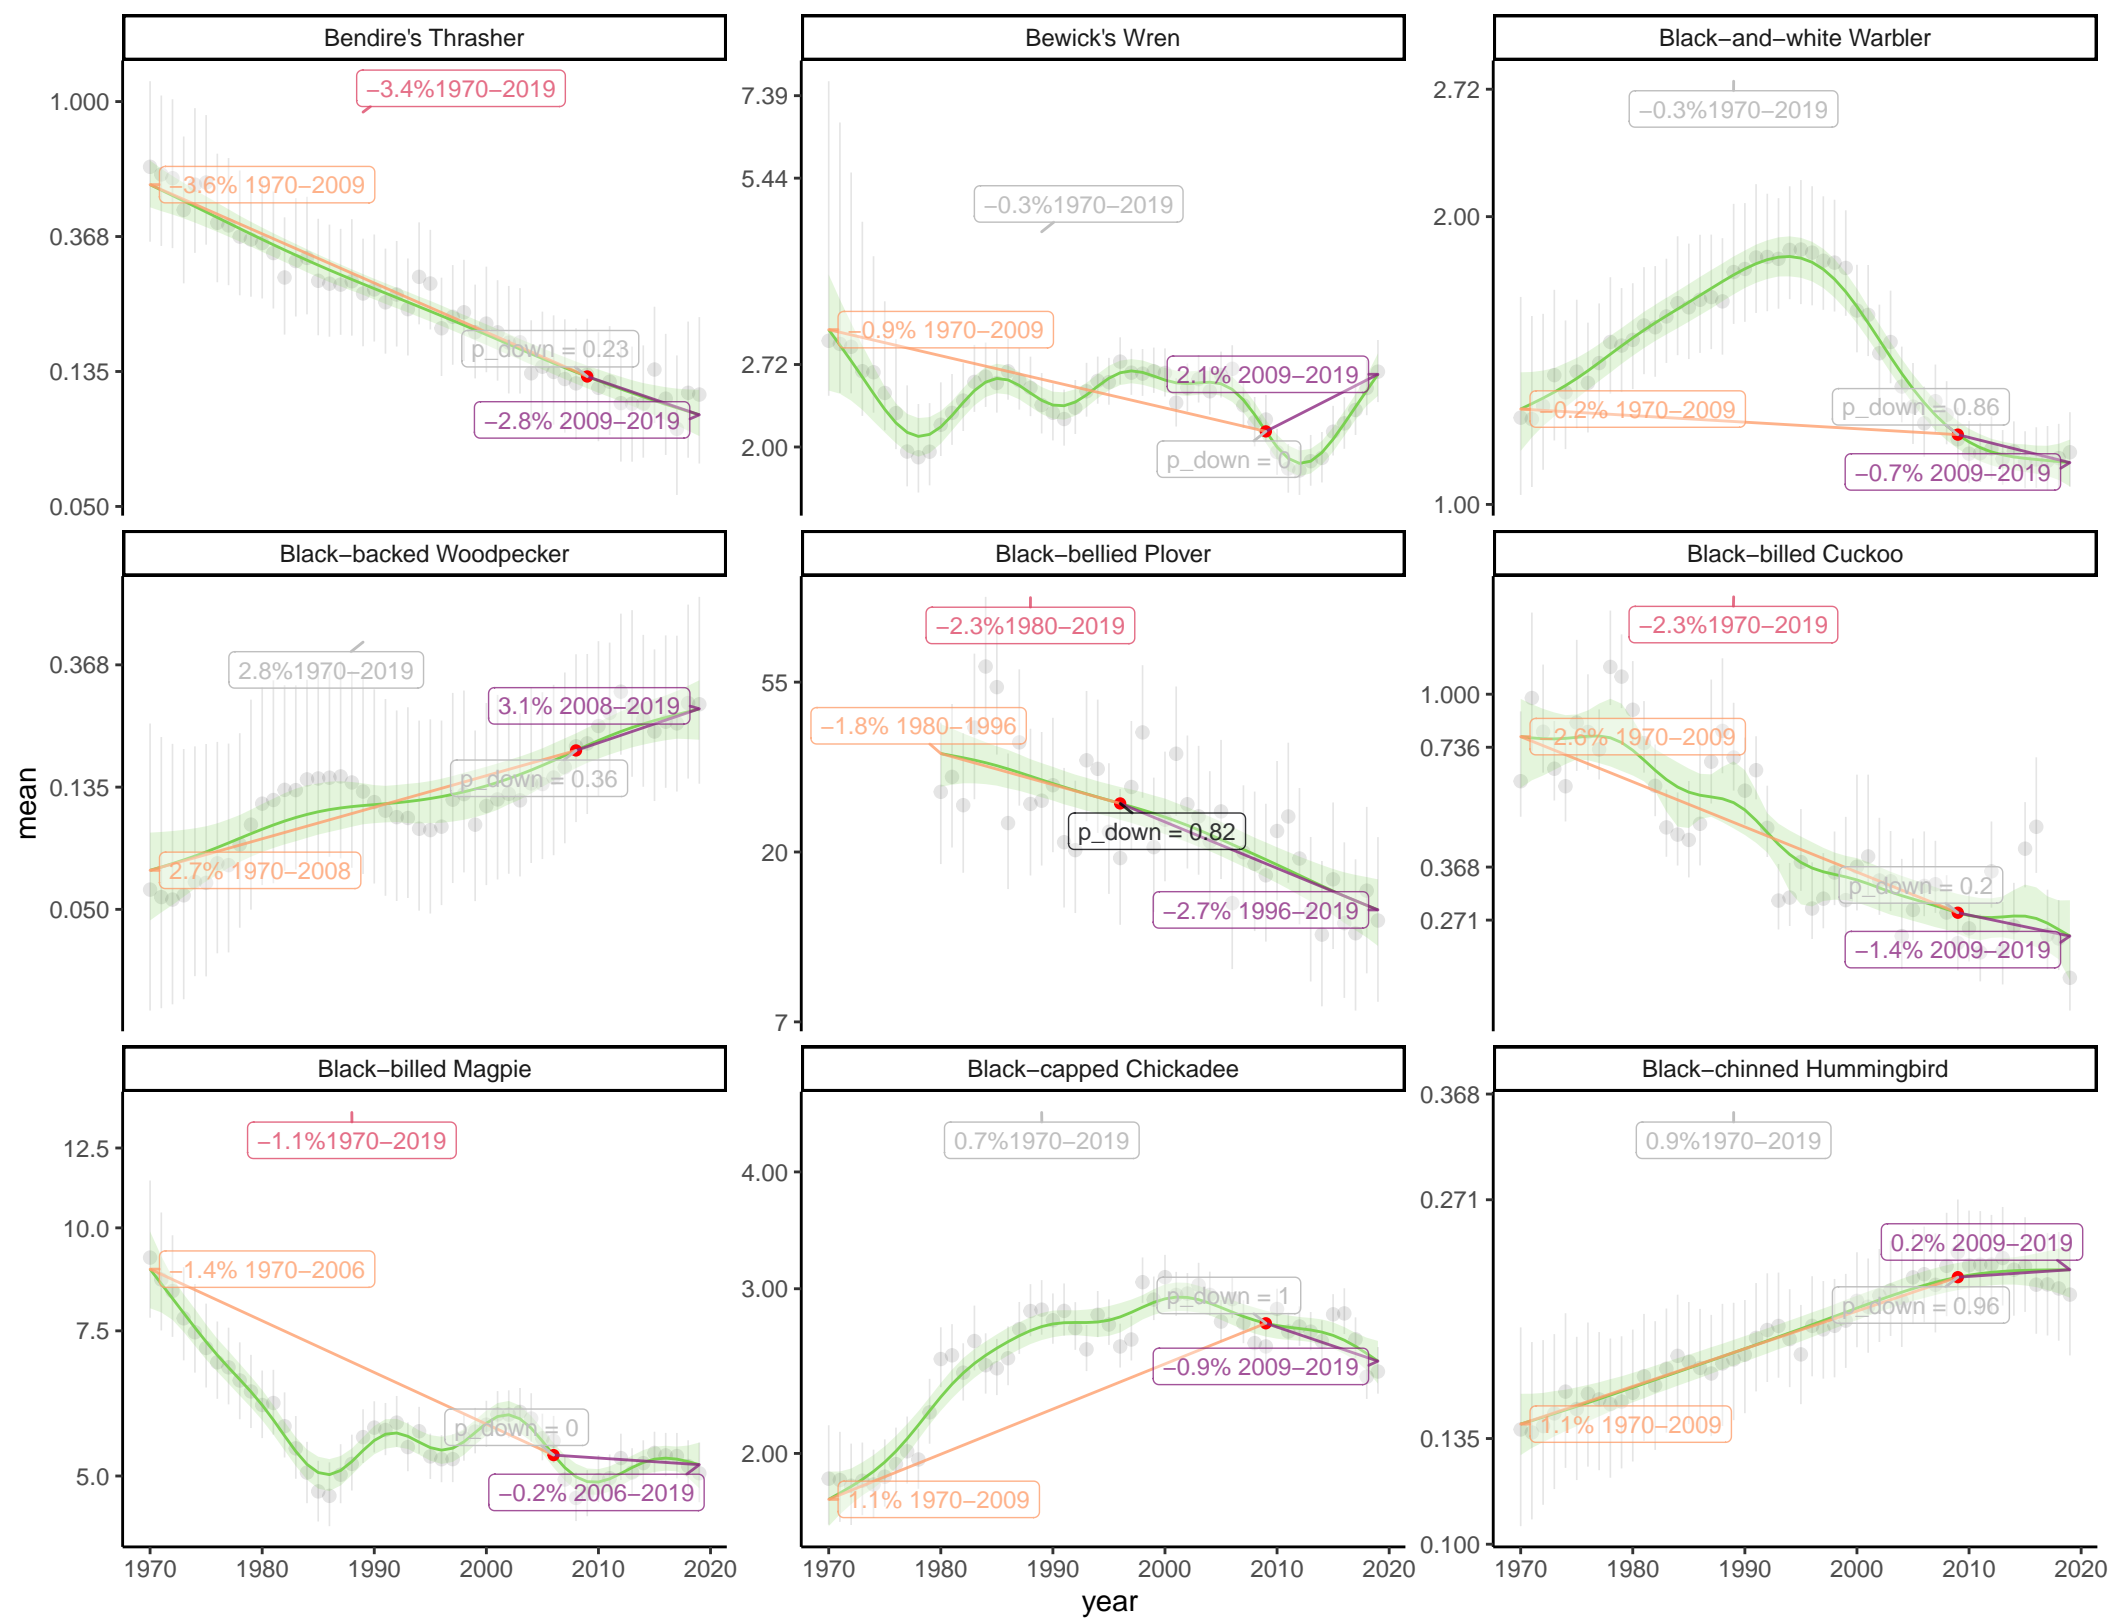 Bendire's Thrasher
Bewick's Wren
Black−and−white Warbler
−3.4%1970−2019
−3.6% 1970−2009
p_down = 0.23
−2.8% 2009−2019
1.000
0.368
0.135
0.050
−0.3%1970−2019
−0.9% 1970−2009
2.1% 2009−2019
p_down = 0
7.39
5.44
2.72
2.00
−0.3%1970−2019
−0.2% 1970−2009
p_down = 0.86
−0.7% 2009−2019
2.72
2.00
1.00
Black−backed Woodpecker
Black−bellied Plover
Black−billed Cuckoo
2.8%1970−2019
3.1% 2008−2019
p_down = 0.36
2.7% 1970−2008
0.368
0.135
0.050
−2.3%1980−2019
−1.8% 1980−1996
p_down = 0.82
−2.7% 1996−2019
55
20
7
−2.3%1970−2019
−2.6% 1970−2009
p_down = 0.2
−1.4% 2009−2019
1.000
0.736
0.368
0.271
Black−billed Magpie
Black−capped Chickadee
Black−chinned Hummingbird
−1.1%1970−2019
−1.4% 1970−2006
p_down = 0
−0.2% 2006−2019
12.5
10.0
7.5
5.0
0.7%1970−2019
p_down = 1
−0.9% 2009−2019
1.1% 1970−2009
4.00
3.00
2.00
0.9%1970−2019
0.2% 2009−2019
p_down = 0.96
1.1% 1970−2009
0.368
0.271
0.135
0.100
1970 1980 1990 2000 2010 2020
1970 1980 1990 2000 2010 2020
1970 1980 1990 2000 2010 2020
mean
year